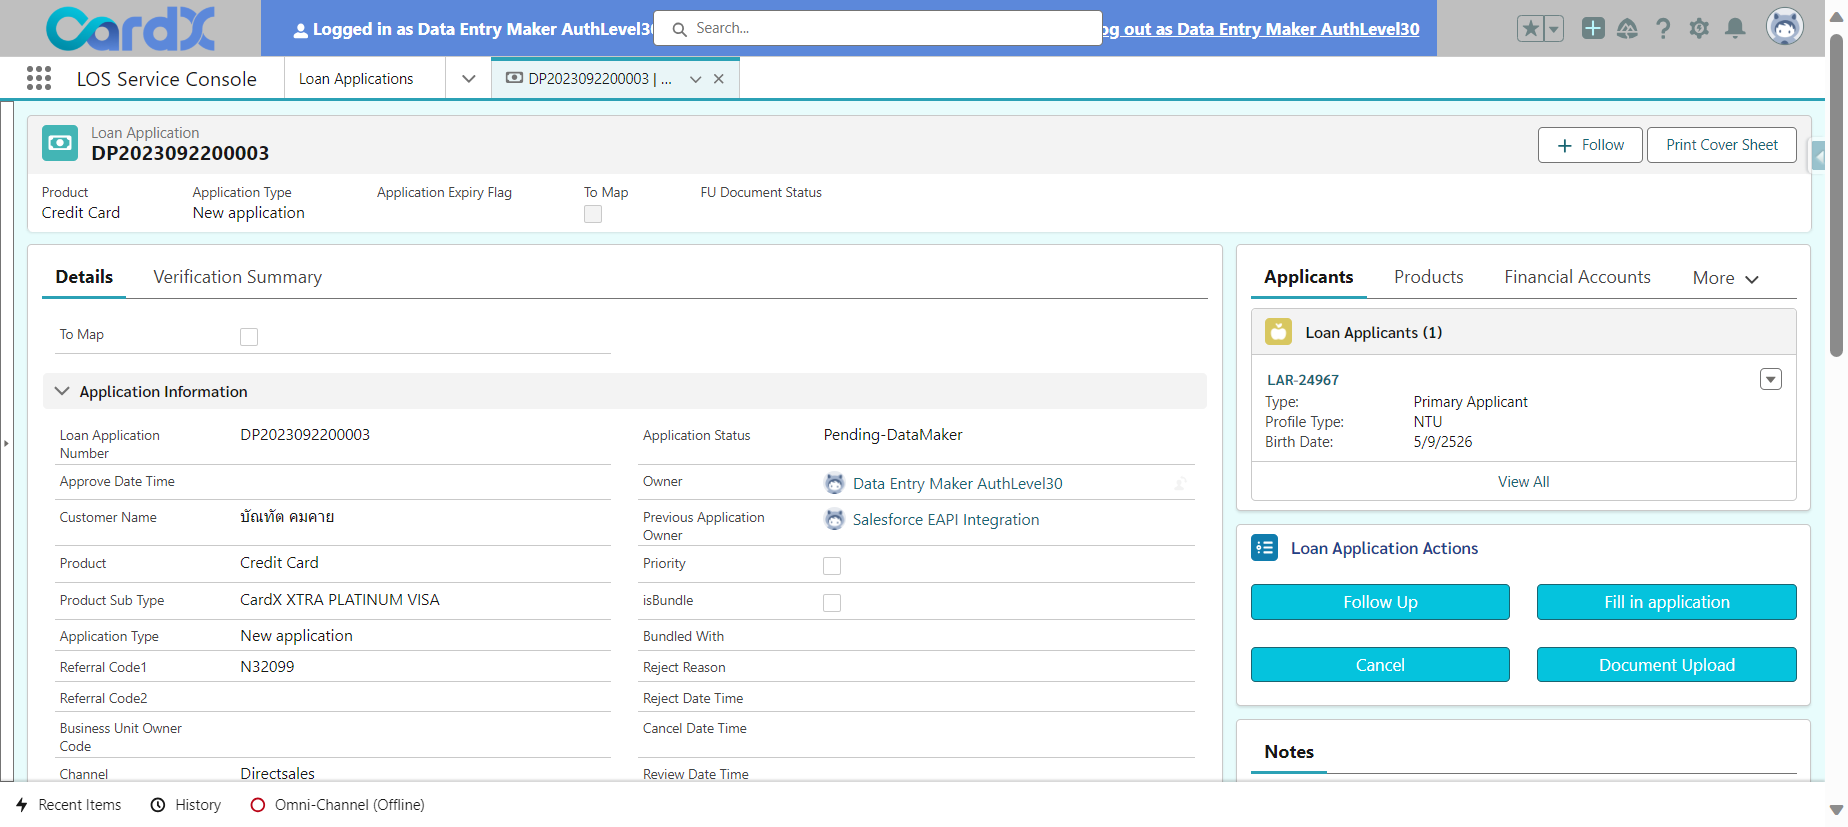 CardX
Logged in as Data Entry Maker AuthLevel3
Search...
og out as Data Entry Maker AuthLevel30
LOS Service Console
Loan Applications
DP2023092200003 | ...
Loan Application
DP2023092200003
Follow
Print Cover Sheet
Product
Application Type
Application Expiry Flag
To Map
FU Document Status
Credit Card
New application
Details
Verification Summary
To Map
Application Information
Loan Application Number
DP2023092200003
Approve Date Time
Customer Name
บัณฑัต คมคาย
Product
Credit Card
Product Sub Type
CardX XTRA PLATINUM VISA
Application Type
New application
Referral Code1
N32099
Referral Code2
Business Unit Owner Code
Channel
Directsales
Application Status
Pending-DataMaker
Owner
Data Entry Maker AuthLevel30
Previous Application Owner
Salesforce EAPI Integration
Priority
isBundle
Bundled With
Reject Reason
Reject Date Time
Cancel Date Time
Review Date Time
Applicants
Products
Financial Accounts
More
Loan Applicants (1)
LAR-24967
Type:
Primary Applicant
Profile Type:
NTU
Birth Date:
5/9/2526
View All
Loan Application Actions
Follow Up
Fill in application
Cancel
Document Upload
Notes
Recent Items
History
Omni-Channel (Offline)